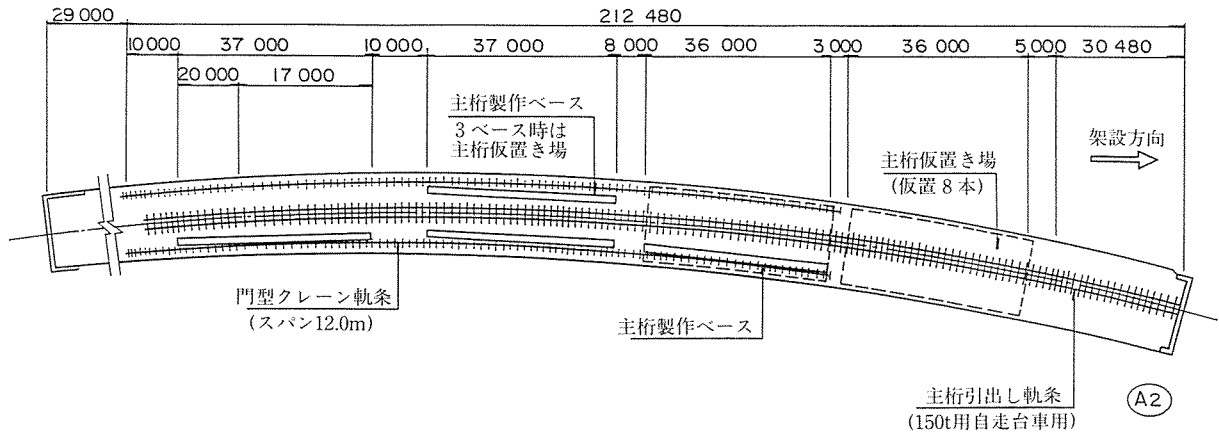 29 000
212 480
10 000
37 000
10 000
37 000
8 000
36 000
3 000
36 000
5 000
30 480
20 000
17 000
主桁製作ベース
3ベース時は
主桁仮置き場
架設方向
主桁仮置き場
(仮置8本)
門型クレーン軌条
(スパン12.0m)
主桁製作ベース
主桁引出し軌条
(150t用自走台車用)
A2